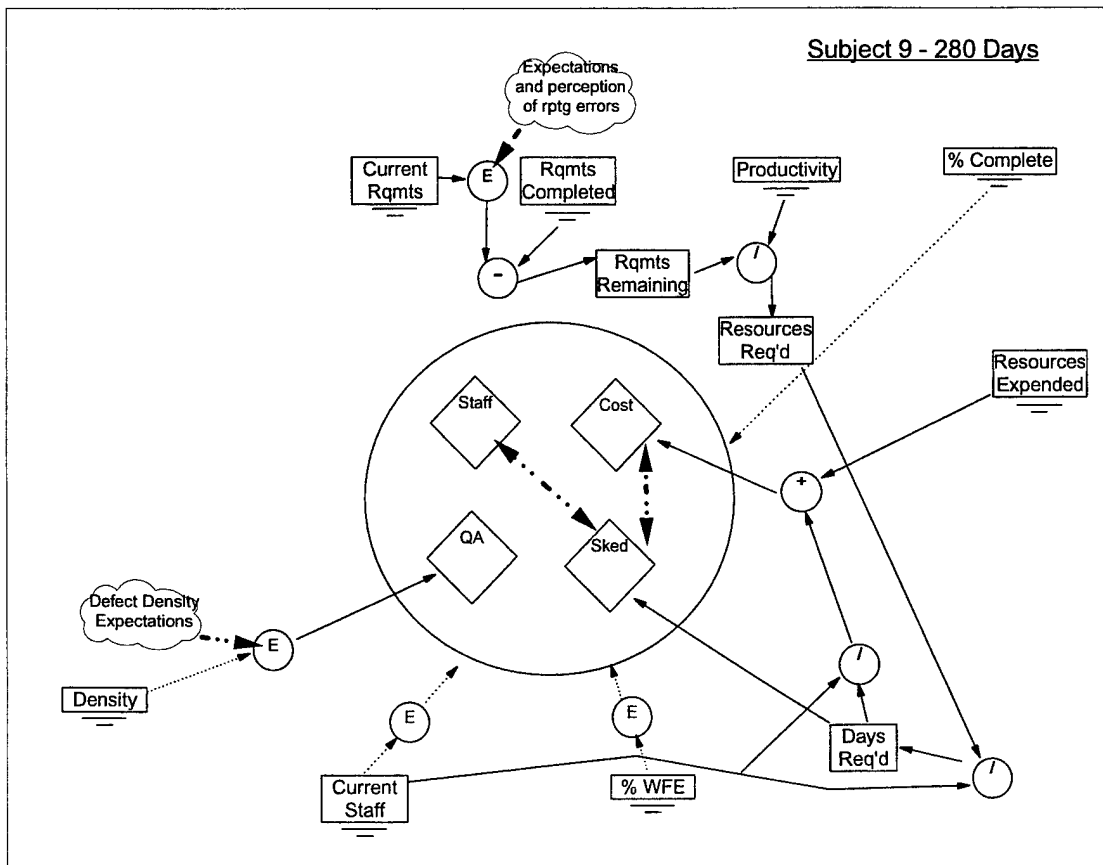 Subject 9 - 280 Days
Expectations
and perception
of rptg errors
Current
Rqmts
E
Rqmts
Completed
Productivity
% Complete
-
Rqmts
Remaining
/
Resources
Req'd
Resources
Expended
Staff
Cost
+
QA
Sked
Defect Density
Expectations
E
Density
E
E
/
Days
Req'd
/
Current
Staff
% WFE